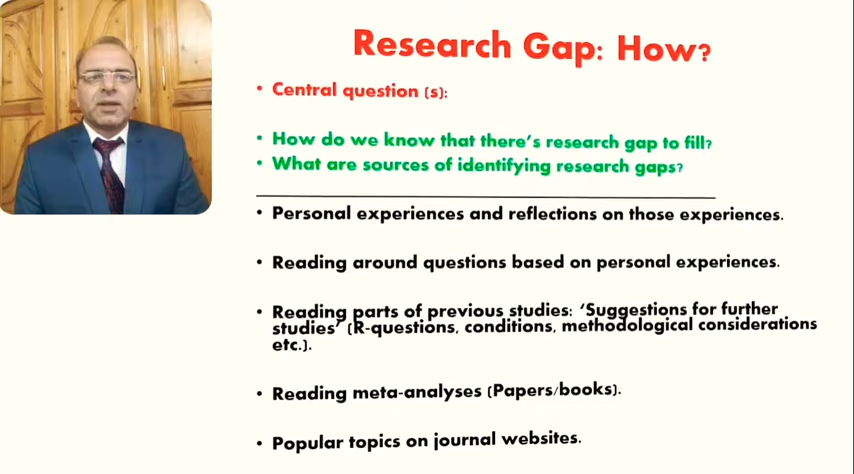 Research Gap: How?
• Central question (s):
• How do we know that there's research gap to fill?
• What are sources of identifying research gaps?
• Personal experiences and reflections on those experiences.
• Reading around questions based on personal experiences.
• Reading parts of previous studies: ‘Suggestions for further
studies’ (R-questions, conditions, methodological considerations
etc.).
• Reading meta-analyses (Papers/books).
• Popular topics on journal websites.